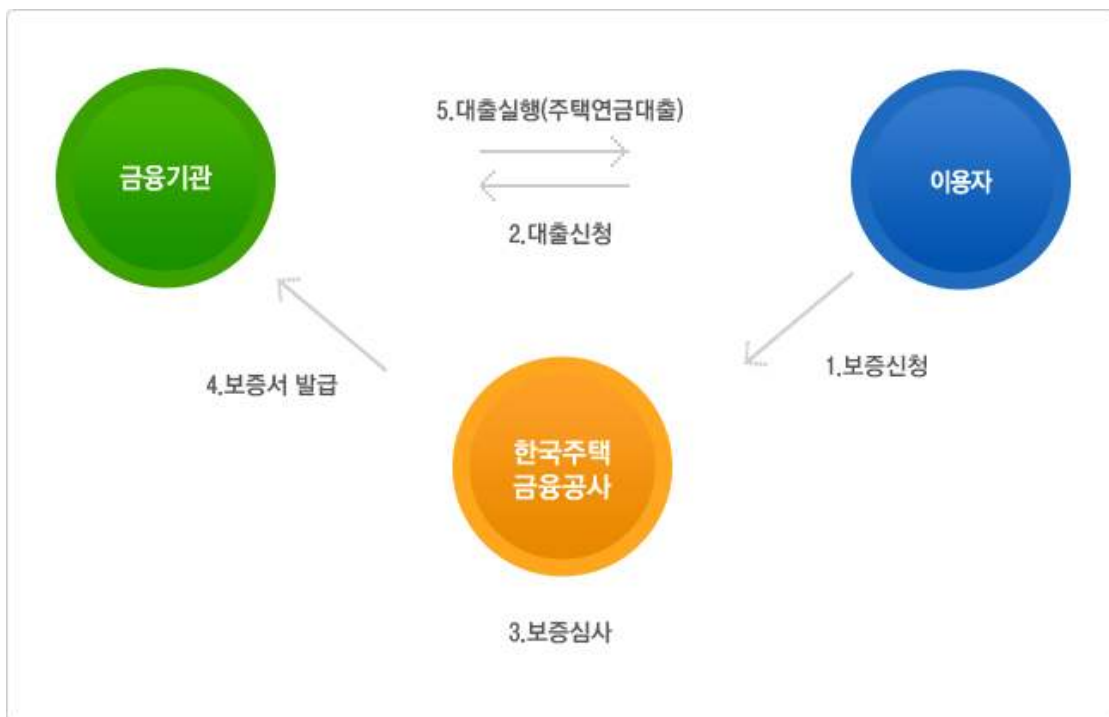 5.대출실행(주택연금대출)
금융기관
이용자
2.대출신청
1.보증신청
4.보증서 발급
한국주택
금융공사
3.보증심사